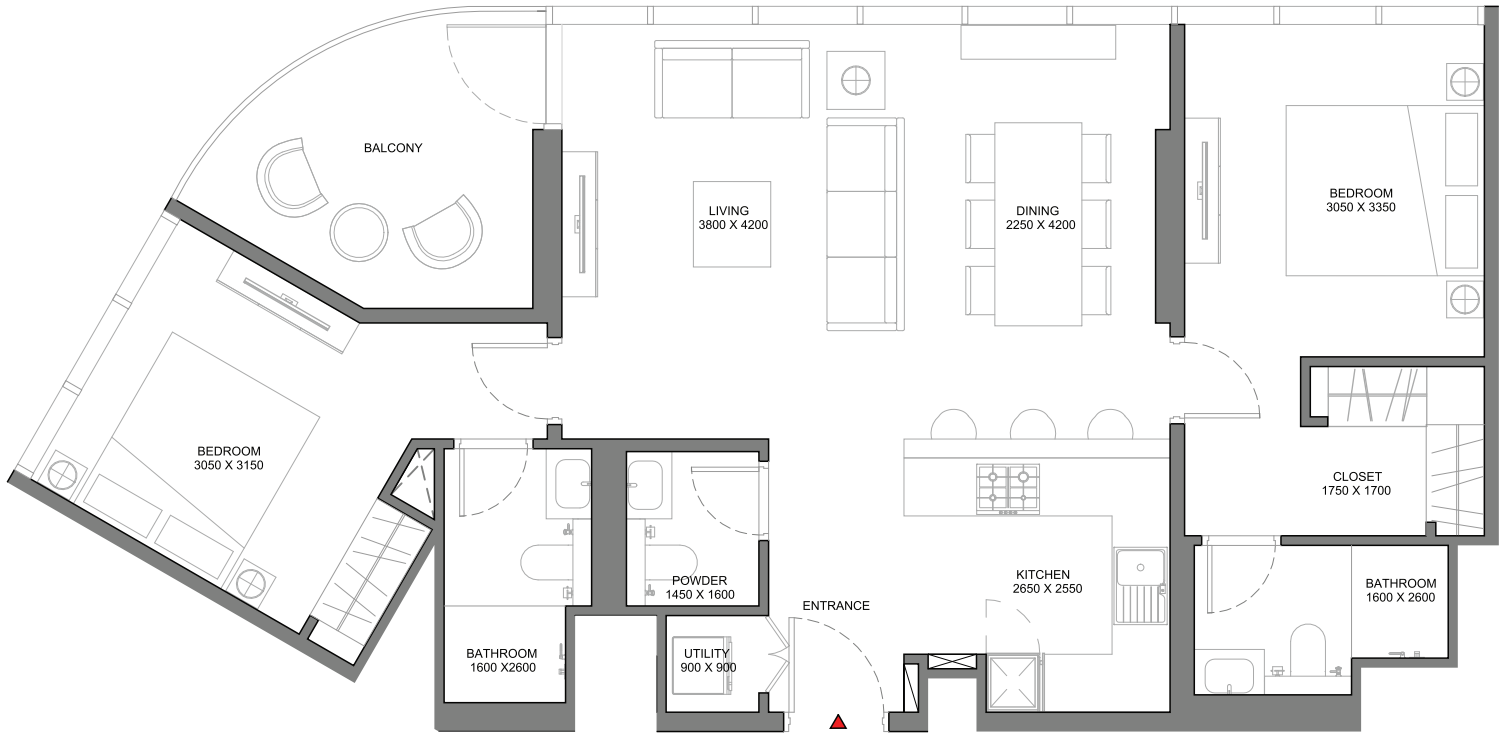 BALCONY
LIVING
3800 X 4200
DINING
2250 X 4200
BEDROOM
3050 X 3350
BEDROOM
3050 X 3150
CLOSET
1750 X 1700
POWDER
1450 X 1600
KITCHEN
2650 X 2550
BATHROOM
1600 X 2600
ENTRANCE
BATHROOM
1600 X2600
UTILITY
900 X 900